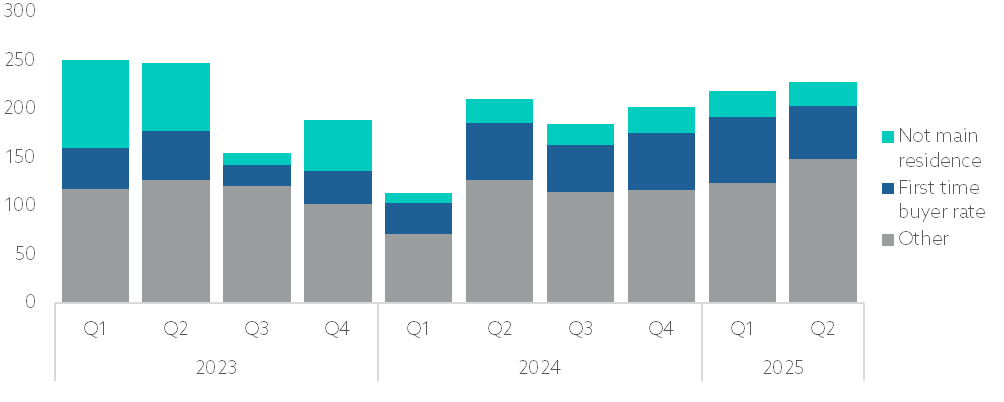 300
250
200
150
100
50
0
Q1 Q2 Q3 Q4 Q1 Q2 Q3 Q4 Q1 Q2
2023 2024 2025
Not main
residence
First time
buyer rate
Other